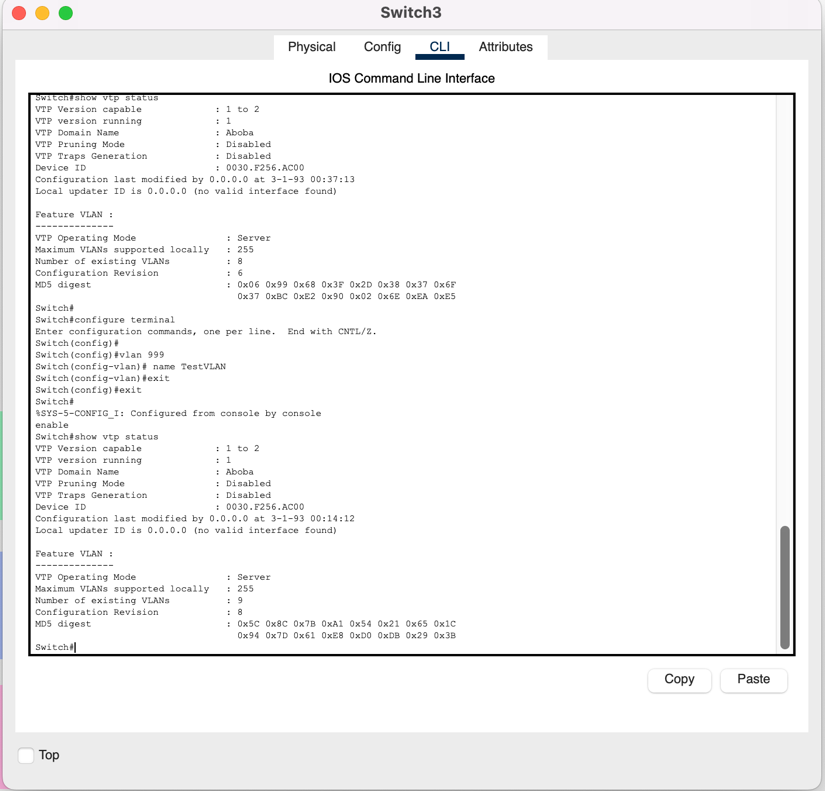 Switch3
Physical Config CLI Attributes
IOS Command Line Interface
Switch#show vtp status
VTP Version capable : 1 to 2
VTP version running : 1
VTP Domain Name : Aboba
VTP Pruning Mode : Disabled
VTP Traps Generation : Disabled
Device ID : 0030.F256.AC00
Configuration last modified by 0.0.0.0 at 3-1-93 00:37:13
Local updater ID is 0.0.0.0 (no valid interface found)
Feature VLAN :
--------------
VTP Operating Mode : Server
Maximum VLANs supported locally : 255
Number of existing VLANs : 8
Configuration Revision : 6
MD5 digest : 0x06 0x99 0x68 0x3F 0x2D 0x38 0x37 0x6F
0x37 0xBC 0xE2 0x90 0x02 0x6E 0xEA 0xE5
Switch#
Switch#configure terminal
Enter configuration commands, one per line. End with CNTL/Z.
Switch(config)#
Switch(config)#vlan 999
Switch(config-vlan)# name TestVLAN
Switch(config-vlan)#exit
Switch(config)#exit
Switch#
%SYS-5-CONFIG_I: Configured from console by console
enable
Switch#show vtp status
VTP Version capable : 1 to 2
VTP version running : 1
VTP Domain Name : Aboba
VTP Pruning Mode : Disabled
VTP Traps Generation : Disabled
Device ID : 0030.F256.AC00
Configuration last modified by 0.0.0.0 at 3-1-93 00:14:12
Local updater ID is 0.0.0.0 (no valid interface found)
Feature VLAN :
--------------
VTP Operating Mode : Server
Maximum VLANs supported locally : 255
Number of existing VLANs : 9
Configuration Revision : 8
MD5 digest : 0x5C 0x8C 0x7B 0xA1 0x54 0x21 0x65 0x1C
0x94 0x7D 0x61 0xE8 0xD0 0xDB 0x29 0x3B
Switch#
Copy Paste
Top